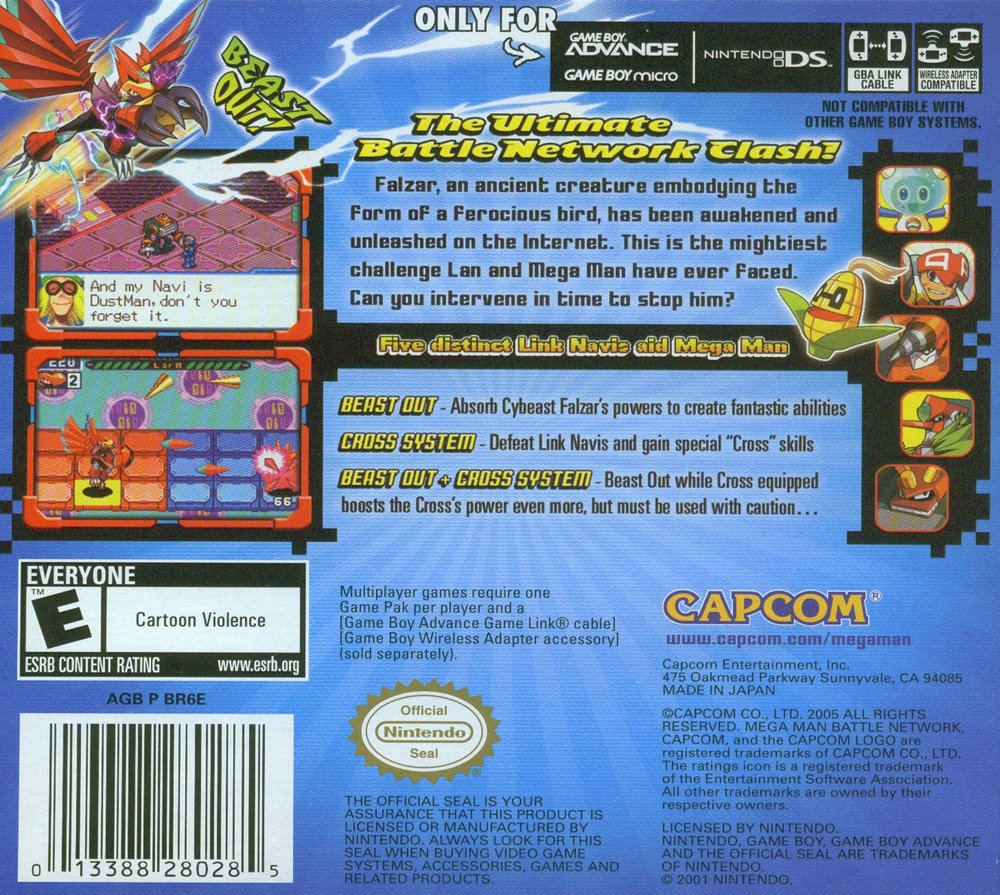 ONLY FOR
GAME BOY
ADVANCE
GAME BOY micro
NINTENDO DS™
GBA LINK
CABLE
WIRELESS ADAPTER
COMPATIBLE
NOT COMPATIBLE WITH
OTHER GAME BOY SYSTEMS.
BEAST
OUT!
The Ultimate
Battle Network Clash!
Falzar, an ancient creature embodying the
form of a ferocious bird, has been awakened and
unleashed on the Internet. This is the mightiest
challenge Lan and Mega Man have ever faced.
Can you intervene in time to stop him?
And my Navi is
DustMan, don't you
forget it.
Five distinct Link Navis aid Mega Man
220
L or R
2
66
BEAST OUT - Absorb Cybeast Falzar's powers to create fantastic abilities
CROSS SYSTEM - Defeat Link Navis and gain special "Cross" skills
BEAST OUT + CROSS SYSTEM - Beast Out while Cross equipped
boosts the Cross's power even more, but must be used with caution...
EVERYONE
™
E
Cartoon Violence
ESRB CONTENT RATING www.esrb.org
AGB P BR6E
0 13388 28028 5
Multiplayer games require one
Game Pak per player and a
[Game Boy Advance Game Link® cable]
[Game Boy Wireless Adapter accessory]
(sold separately).
Official
Nintendo
Seal
®
THE OFFICIAL SEAL IS YOUR
ASSURANCE THAT THIS PRODUCT IS
LICENSED OR MANUFACTURED BY
NINTENDO. ALWAYS LOOK FOR THIS
SEAL WHEN BUYING VIDEO GAME
SYSTEMS, ACCESSORIES, GAMES AND
RELATED PRODUCTS.
CAPCOM®
www.capcom.com/megaman
Capcom Entertainment, Inc.
475 Oakmead Parkway Sunnyvale, CA 94085
MADE IN JAPAN
©CAPCOM CO., LTD. 2005 ALL RIGHTS
RESERVED. MEGA MAN BATTLE NETWORK,
CAPCOM, and the CAPCOM LOGO are
registered trademarks of CAPCOM CO., LTD.
The ratings icon is a registered trademark
of the Entertainment Software Association.
All other trademarks are owned by their
respective owners.
LICENSED BY NINTENDO.
NINTENDO, GAME BOY, GAME BOY ADVANCE
AND THE OFFICIAL SEAL ARE TRADEMARKS
OF NINTENDO.
© 2001 NINTENDO.